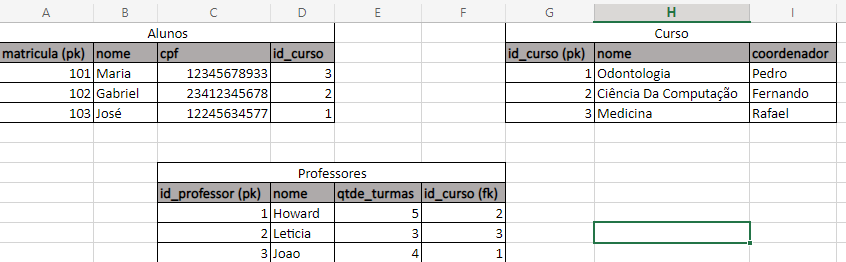 A B C D E F G H I
Alunos Curso
matricula (pk) nome cpf id_curso id_curso (pk) nome coordenador
101 Maria 12345678933 3 1 Odontologia Pedro
102 Gabriel 23412345678 2 2 Ciência Da Computação Fernando
103 José 12245634577 1 3 Medicina Rafael
Professores
id_professor (pk) nome qtde_turmas id_curso (fk)
1 Howard 5 2
2 Leticia 3 3
3 Joao 4 1